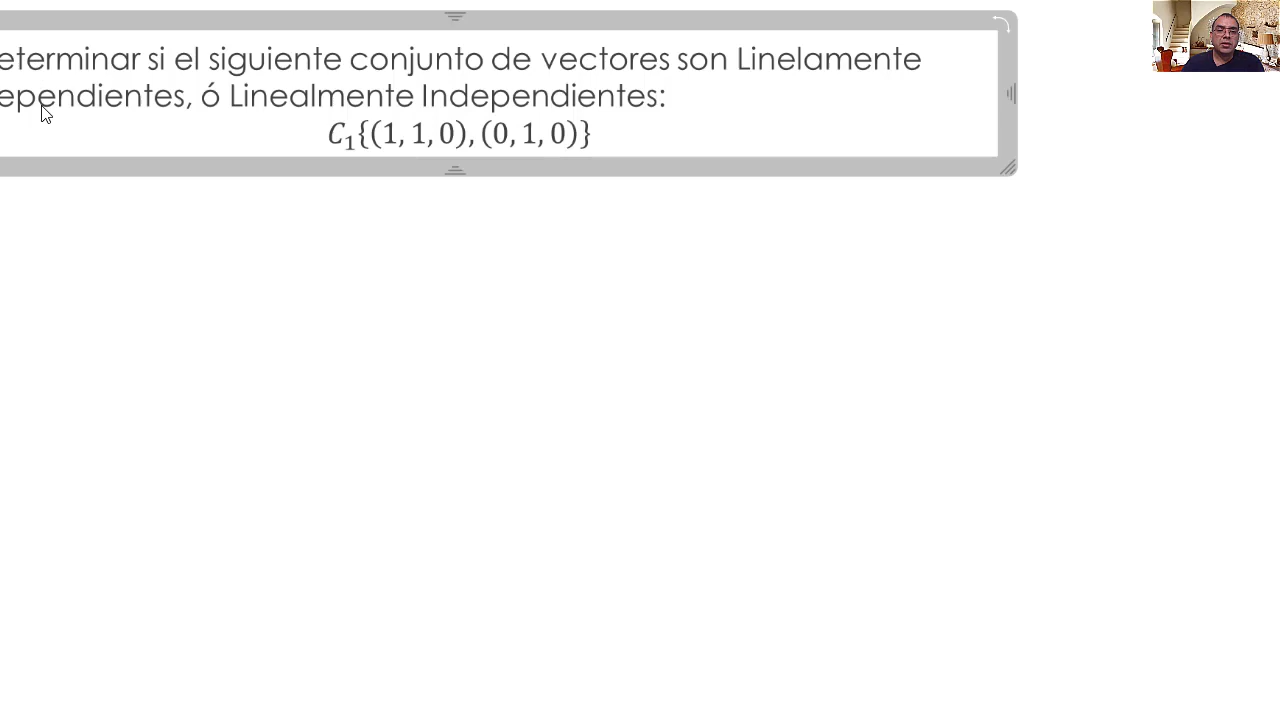 eterminar si el siguiente conjunto de vectores son Linelamente
ependientes, ó Linealmente Independientes:
C₁{(1, 1, 0), (0, 1, 0)}